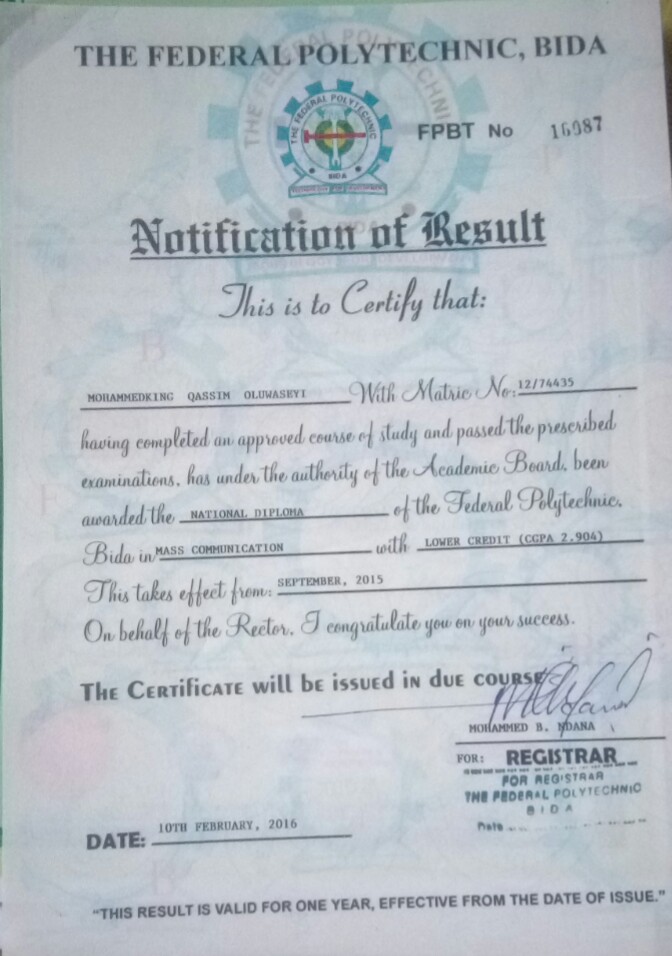 THE FEDERAL POLYTECHNIC, BIDA
THE FEDERAL POLYTECHNIC
BIDA
FPBT No 16987
Notification of Result
This is to Certify that:
MOHAMMEDKING QASSIM OLUWASEYI With Matric No: 12/74435
having completed an approved course of study and passed the prescribed
examinations, has under the authority of the Academic Board, been
awarded the NATIONAL DIPLOMA of the Federal Polytechnic,
Bida in MASS COMMUNICATION with LOWER CREDIT (CGPA 2.904)
This takes effect from: SEPTEMBER, 2015
On behalf of the Rector, I congratulate you on your success.
THE CERTIFICATE WILL BE ISSUED IN DUE COURSE
MOHAMMED B. NDANA
FOR: REGISTRAR
FOR REGISTRAR
THE FEDERAL POLYTECHNIC
BIDA
Date
DATE: 10TH FEBRUARY, 2016
"THIS RESULT IS VALID FOR ONE YEAR, EFFECTIVE FROM THE DATE OF ISSUE."